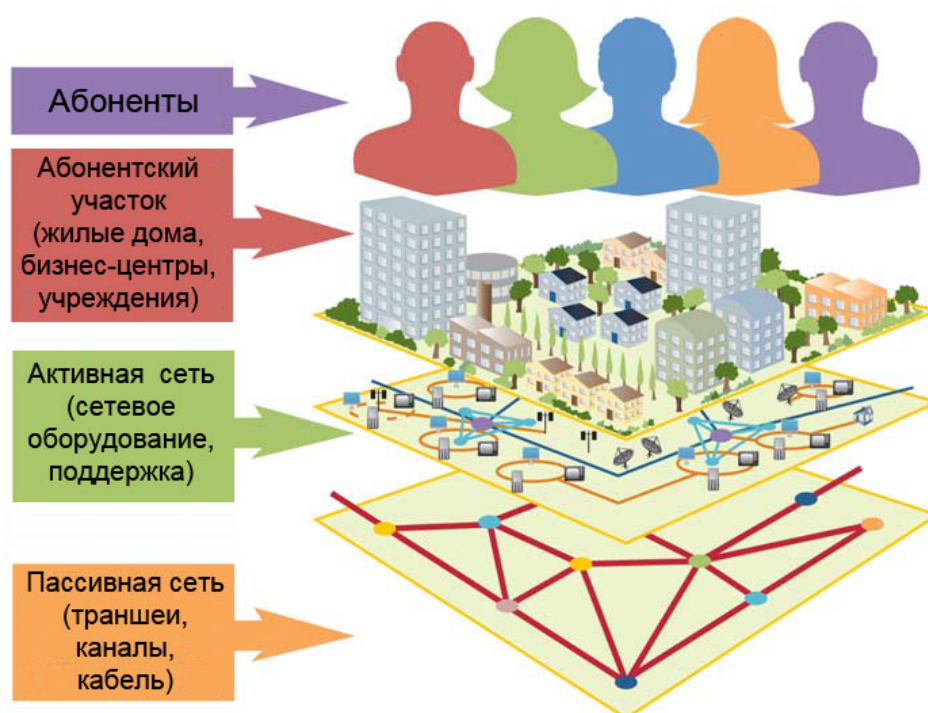 Абоненты
Абонентский
участок
(жилые дома,
бизнес-центры,
учреждения)
Активная сеть
(сетевое
оборудование,
поддержка)
Пассивная сеть
(траншеи,
каналы,
кабель)